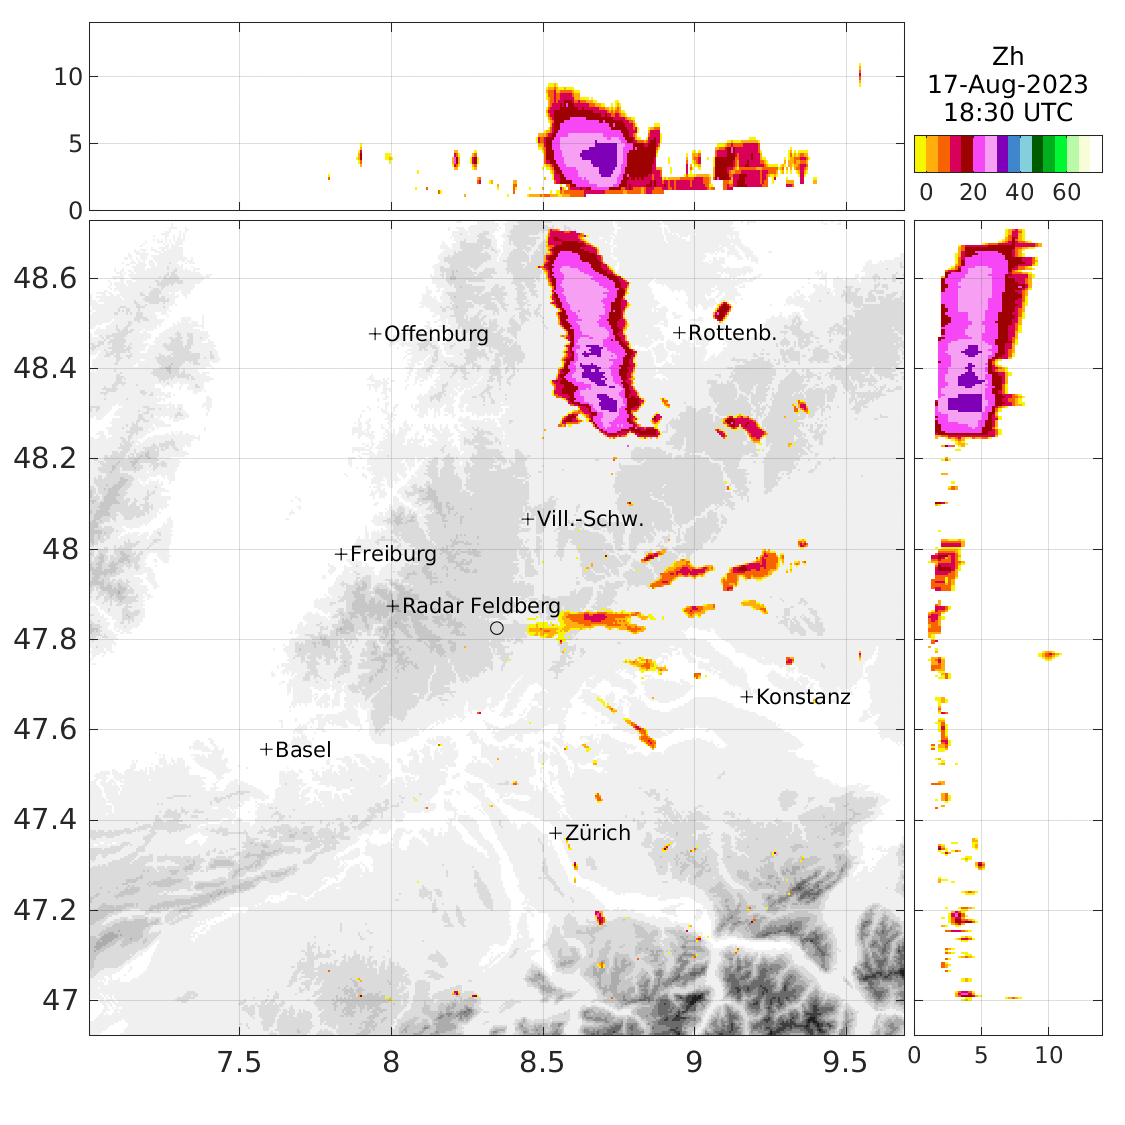 Zh
17-Aug-2023
18:30 UTC
10
5
0
0 20 40 60
48.6
48.4
48.2
48
47.8
47.6
47.4
47.2
47
+Offenburg
+Rottenb.
+Vill.-Schw.
+Freiburg
+Radar Feldberg
+Konstanz
+Basel
+Zürich
7.5 8 8.5 9 9.5
0 5 10